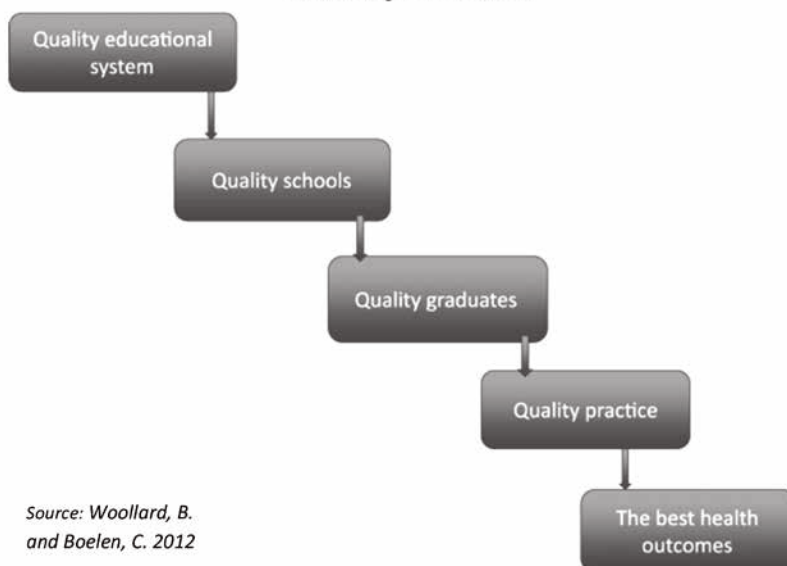 Quality educational
system
Quality schools
Quality graduates
Quality practice
The best health
outcomes
Source: Woollard, B.
and Boelen, C. 2012